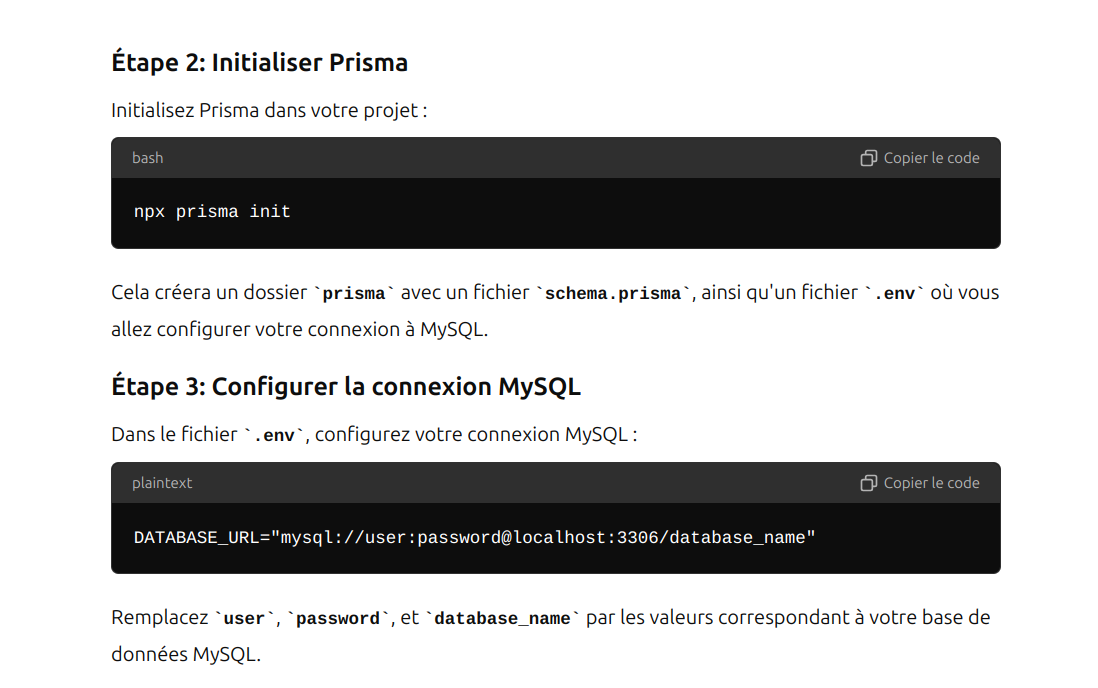 Étape 2: Initialiser Prisma
Initialisez Prisma dans votre projet :
bash
Copier le code
npx prisma init
Cela créera un dossier `prisma` avec un fichier `schema.prisma`, ainsi qu'un fichier `.env` où vous
allez configurer votre connexion à MySQL.
Étape 3: Configurer la connexion MySQL
Dans le fichier `.env`, configurez votre connexion MySQL :
plaintext
Copier le code
DATABASE_URL="mysql://user:password@localhost:3306/database_name"
Remplacez `user`, `password`, et `database_name` par les valeurs correspondant à votre base de
données MySQL.